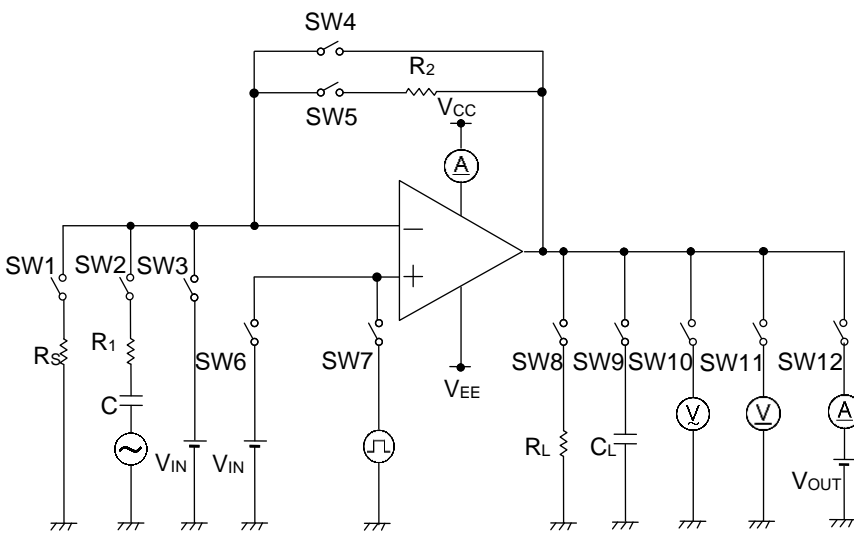 SW4
R2
SW5
VCC
A
SW1 SW2 SW3
RS R1
SW6 SW7
VEE
SW8 SW9 SW10 SW11 SW12
C
V V A
VIN VIN
RL CL
VOUT